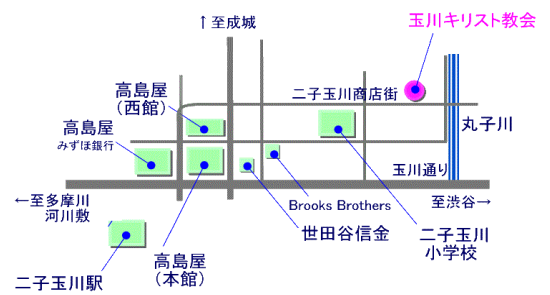 ↑至成城
玉川キリスト教会
高島屋
（西館）
二子玉川商店街
高島屋
みずほ銀行
丸子川
玉川通り
←至多摩川
河川敷
Brooks Brothers
至渋谷→
世田谷信金
二子玉川
小学校
高島屋
（本館）
二子玉川駅